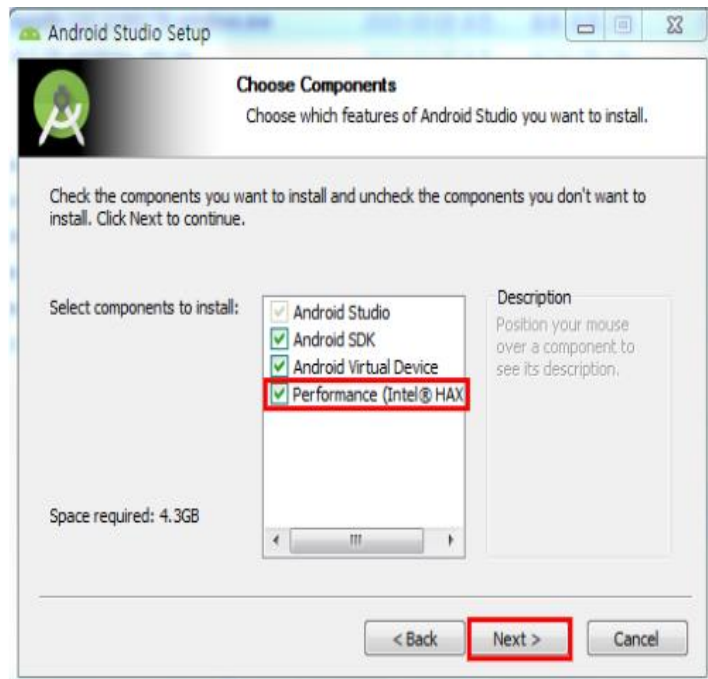 Android Studio Setup
Choose Components
Choose which features of Android Studio you want to install.
Check the components you want to install and uncheck the components you don't want to
install. Click Next to continue.
Select components to install:
Android Studio
Android SDK
Android Virtual Device
Performance (Intel® HAX
Description
Position your mouse
over a component to
see its description.
Space required: 4.3GB
< Back
Next >
Cancel